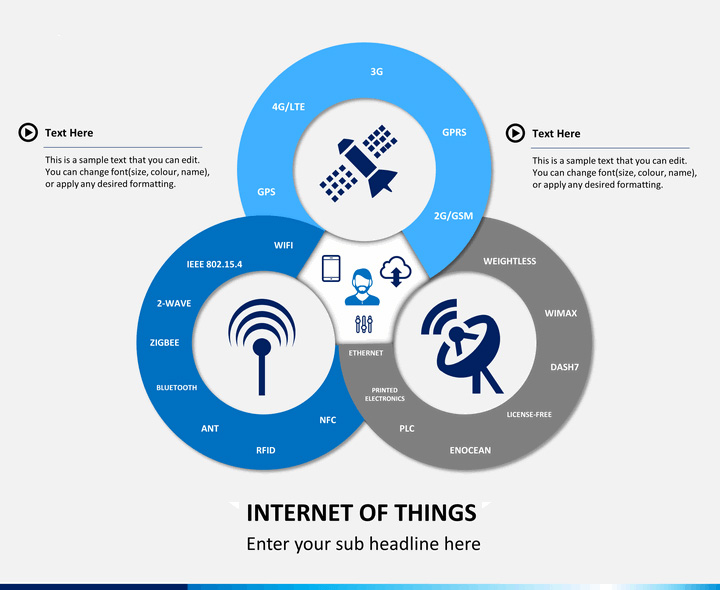 3G
4G/LTE
GPRS
GPS
2G/GSM
Text Here
This is a sample text that you can edit.
You can change font(size, colour, name),
or apply any desired formatting.
Text Here
This is a sample text that you can edit.
You can change font(size, colour, name),
or apply any desired formatting.
WIFI
IEEE 802.15.4
2-WAVE
ZIGBEE
BLUETOOTH
ANT
RFID
NFC
WEIGHTLESS
WIMAX
DASH7
LICENSE-FREE
ENOCEAN
PLC
PRINTED
ELECTRONICS
ETHERNET
INTERNET OF THINGS
Enter your sub headline here